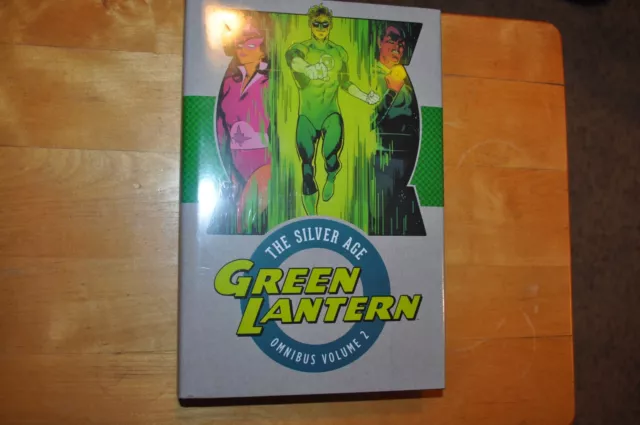 THE SILVER AGE
GREEN
LANTERN
OMNIBUS VOLUME 2